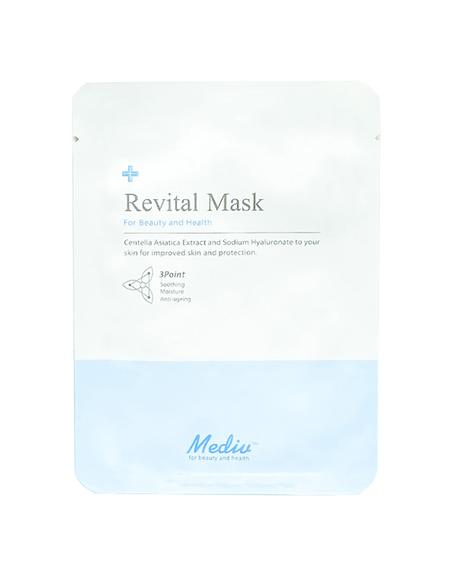 Revital Mask
For Beauty and Health
Centella Asiatica Extract and Sodium Hyaluronate to your
skin for improved skin and protection.
3Point
Soothing
Moisture
Anti-ageing
Mediv™
for beauty and health